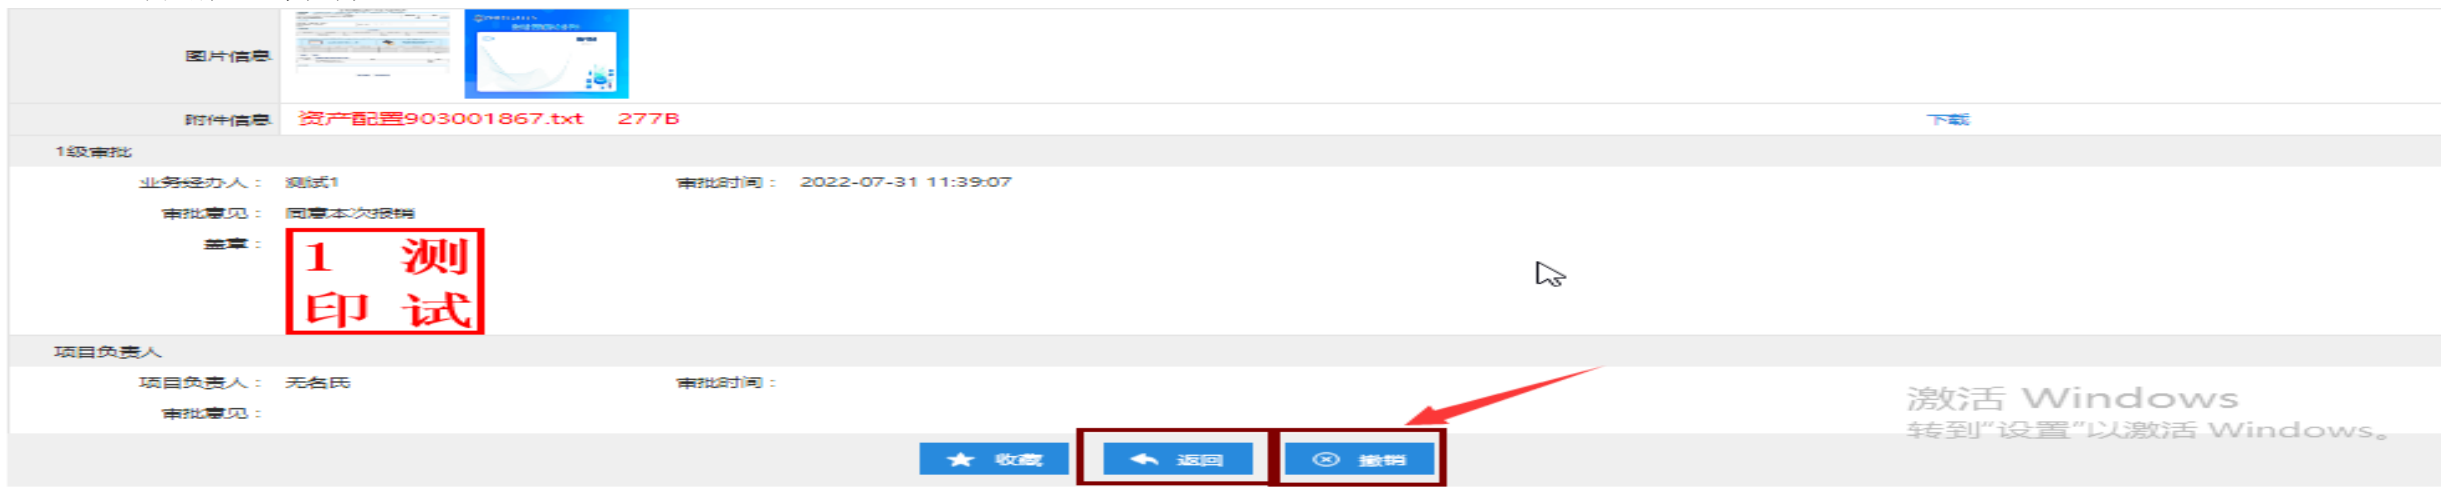 图片信息
附件信息 资产配置903001867.txt 277B 下载
1级审批
业务经办人： 测试1 审批时间： 2022-07-31 11:39:07
审批意见： 同意本次报销
盖章：
1 测
印 试
项目负责人
项目负责人： 无名氏 审批时间：
审批意见：
激活 Windows
转到“设置”以激活 Windows。
收藏 返回 撤销